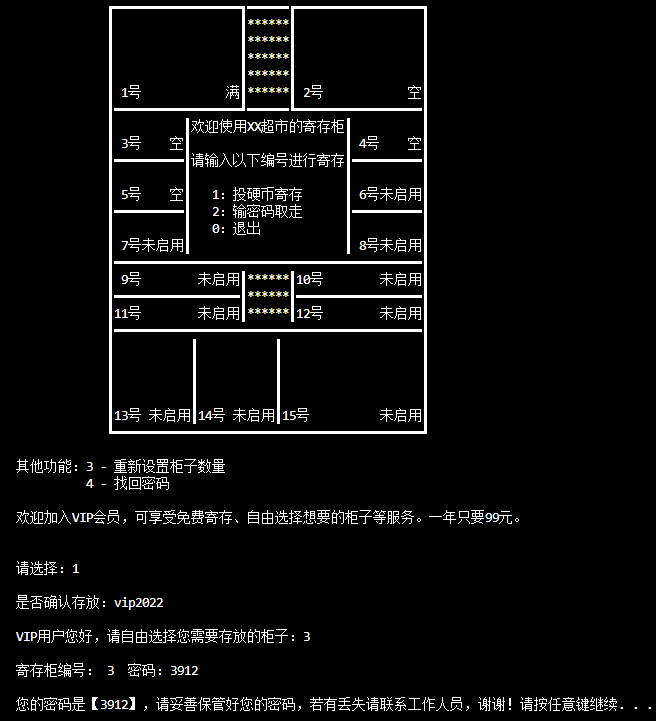 ******
******
******
******
1号 满 ****** 2号 空
欢迎使用XX超市的寄存柜
3号 空 4号 空
请输入以下编号进行寄存
5号 空 1: 投硬币寄存 6号未启用
2: 输密码取走
0: 退出
7号未启用 8号未启用
9号 未启用 ****** 10号 未启用
******
11号 未启用 ****** 12号 未启用
13号 未启用 14号 未启用 15号 未启用
其他功能：3 - 重新设置柜子数量
4 - 找回密码
欢迎加入VIP会员，可享受免费寄存、自由选择想要的柜子等服务。一年只要99元。
请选择：1
是否确认存放：vip2022
VIP用户您好，请自由选择您需要存放的柜子：3
寄存柜编号： 3 密码：3912
您的密码是【3912】，请妥善保管好您的密码，若有丢失请联系工作人员，谢谢！请按任意键继续. . .